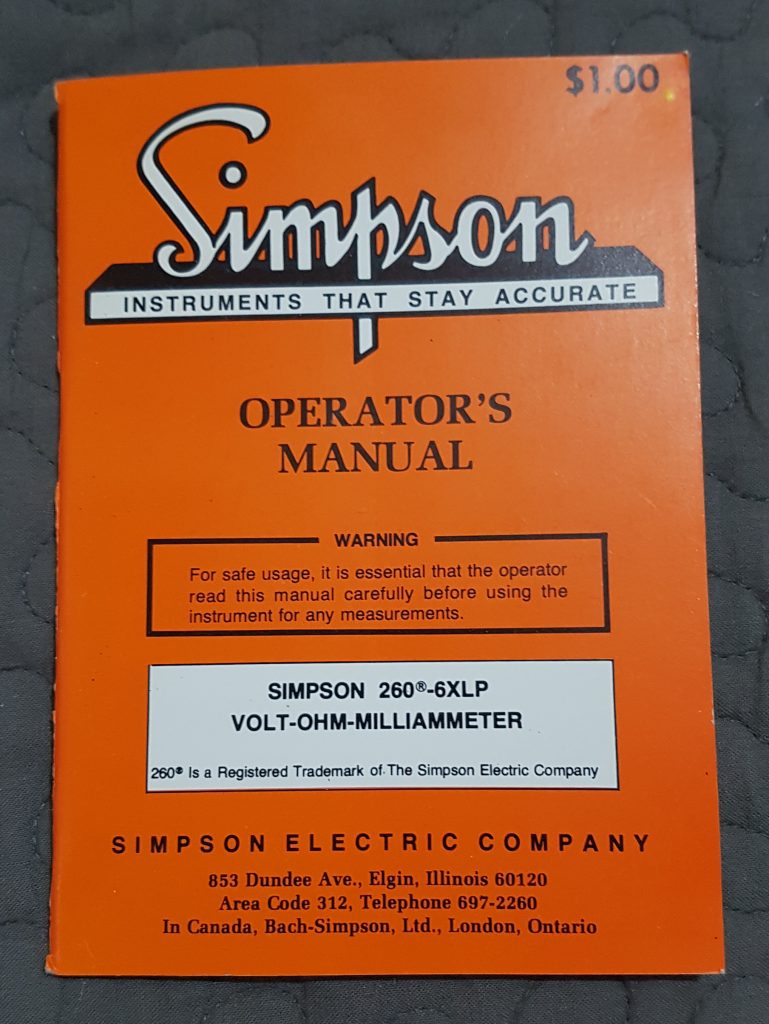 $1.00
Simpson
INSTRUMENTS THAT STAY ACCURATE
OPERATOR'S
MANUAL
WARNING
For safe usage, it is essential that the operator
read this manual carefully before using the
instrument for any measurements.
SIMPSON 260®-6XLP
VOLT-OHM-MILLIAMMETER
260® Is a Registered Trademark of The Simpson Electric Company
SIMPSON ELECTRIC COMPANY
853 Dundee Ave., Elgin, Illinois 60120
Area Code 312, Telephone 697-2260
In Canada, Bach-Simpson, Ltd., London, Ontario